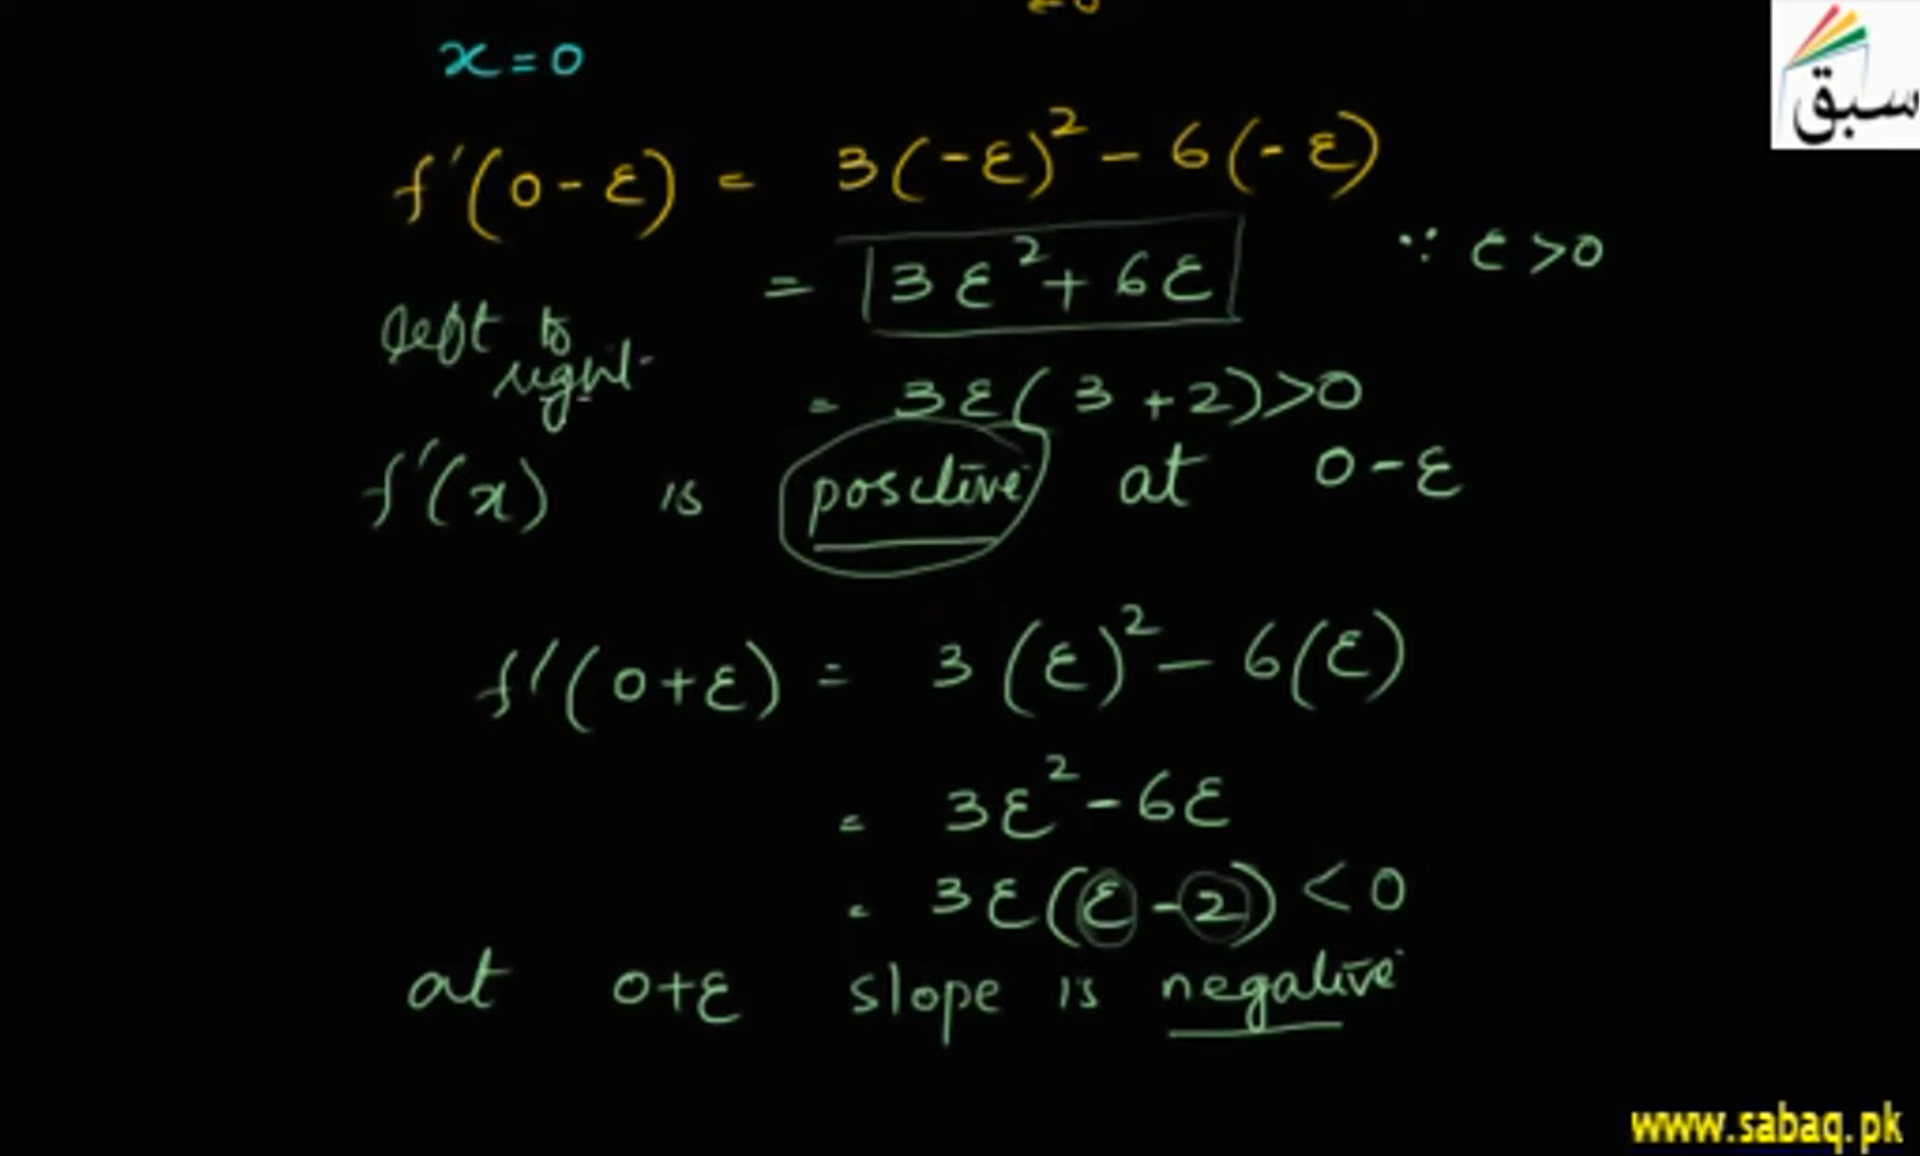 x = 0
سبق
f'(0 - ε) = 3(-ε)² - 6(-ε)
= 3ε² + 6ε ∵ ε > 0
left to right
= 3ε(3 + 2) > 0
f'(x) is positive at 0 - ε
f'(0 + ε) = 3(ε)² - 6(ε)
= 3ε² - 6ε
= 3ε(ε - 2) < 0
at 0 + ε slope is negative
www.sabaq.pk